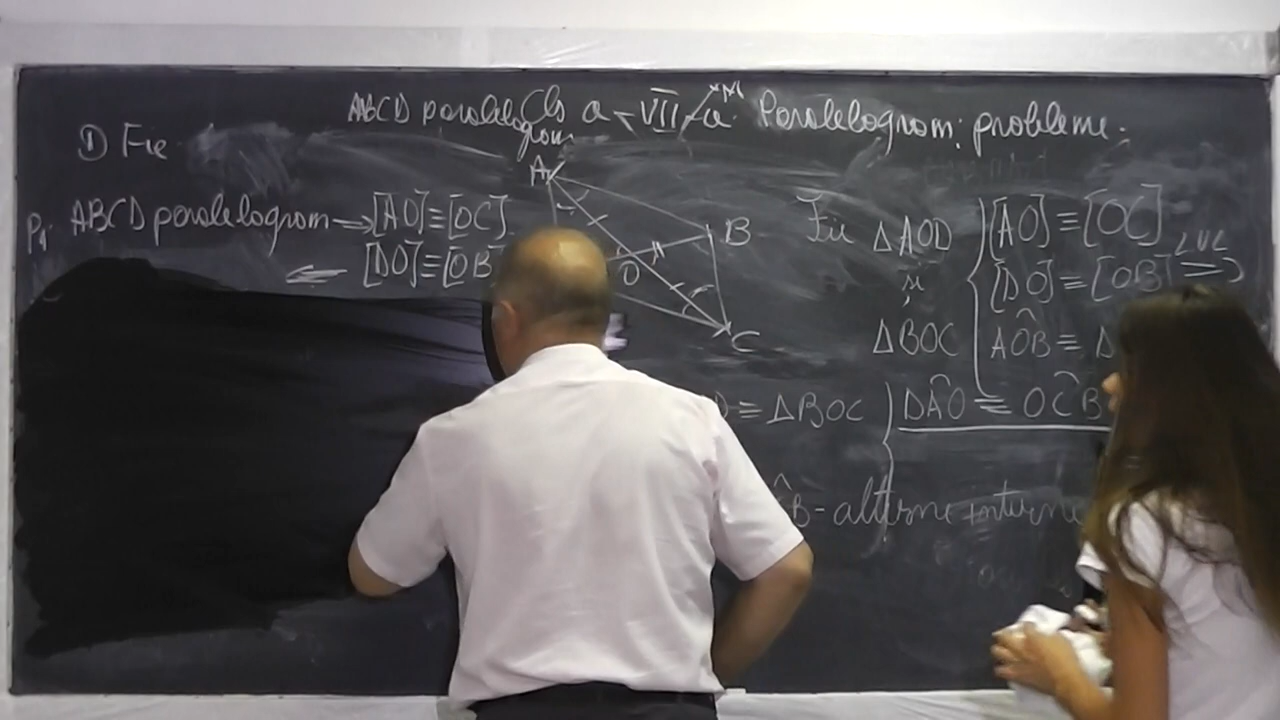 ABCD paralelogram
Cls a-VII-a. Paralelogram; probleme.
M
D Fie
P₁. ABCD paralelogram → [AO]≡[OC]
⇐ [DO]≡[OB
A
B
O
C
Fie ΔAOD
și
ΔBOC
[AO]≡[OC]
[DO]≡[OB] LUL ⇒
AÔB≡
≡ΔBOC
DÂO≡OĈB
B-alterne interne